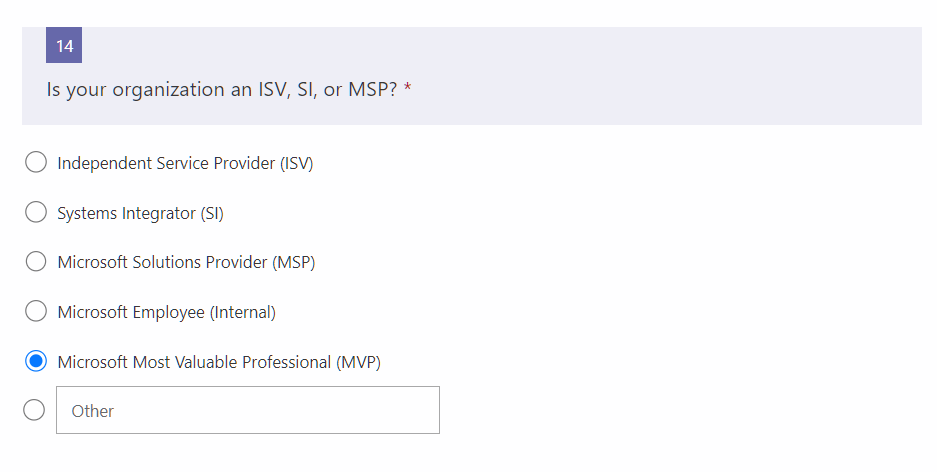 14
Is your organization an ISV, SI, or MSP? *
Independent Service Provider (ISV)
Systems Integrator (SI)
Microsoft Solutions Provider (MSP)
Microsoft Employee (Internal)
Microsoft Most Valuable Professional (MVP)
Other